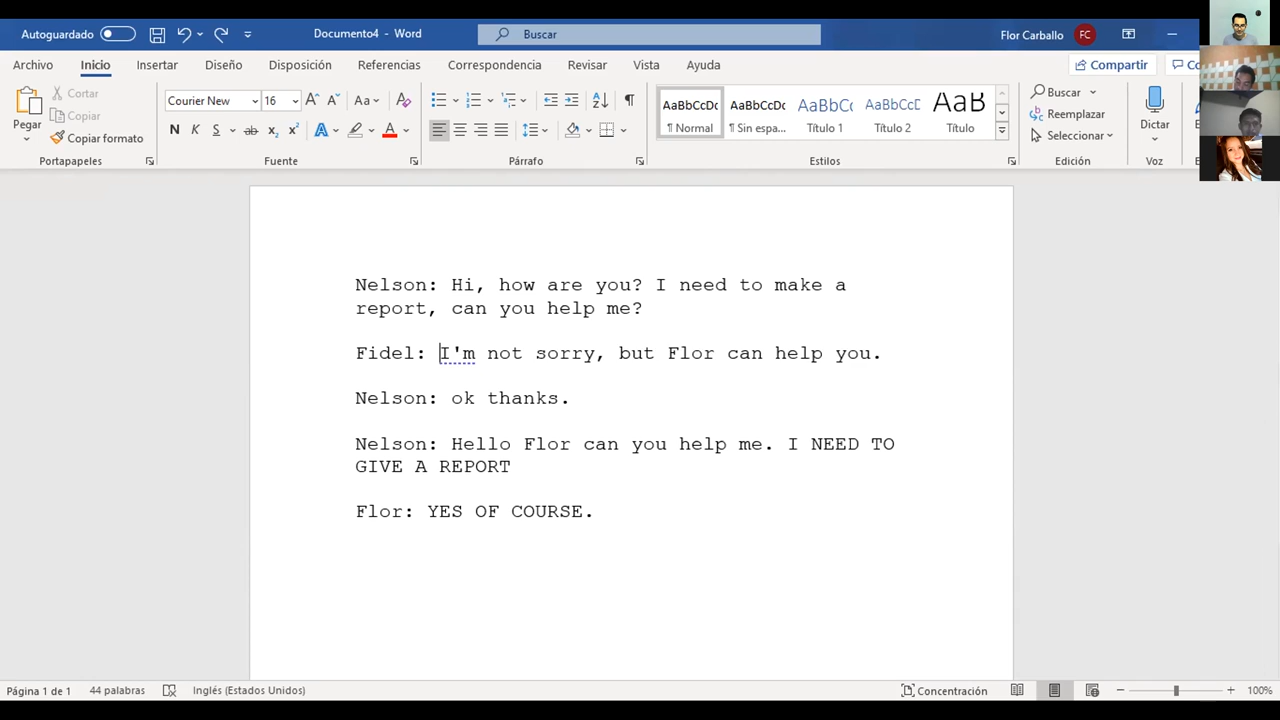 Autoguardado
Documento4 - Word
Buscar
Flor Carballo
FC
Archivo Inicio Insertar Diseño Disposición Referencias Correspondencia Revisar Vista Ayuda
Compartir
Pegar
Cortar
Copiar
Copiar formato
Portapapeles
Courier New 16
Aa
N K S ab x₂ x² A A
Fuente
Párrafo
AaBbCcDc AaBbCcDc AaBbCc AaBbCcD AaB
¶ Normal ¶ Sin espa... Título 1 Título 2 Título
Estilos
Buscar
Reemplazar
Seleccionar
Edición
Dictar
Voz
Nelson: Hi, how are you? I need to make a
report, can you help me?
Fidel: I'm not sorry, but Flor can help you.
Nelson: ok thanks.
Nelson: Hello Flor can you help me. I NEED TO
GIVE A REPORT
Flor: YES OF COURSE.
Página 1 de 1 44 palabras Inglés (Estados Unidos)
Concentración
100%